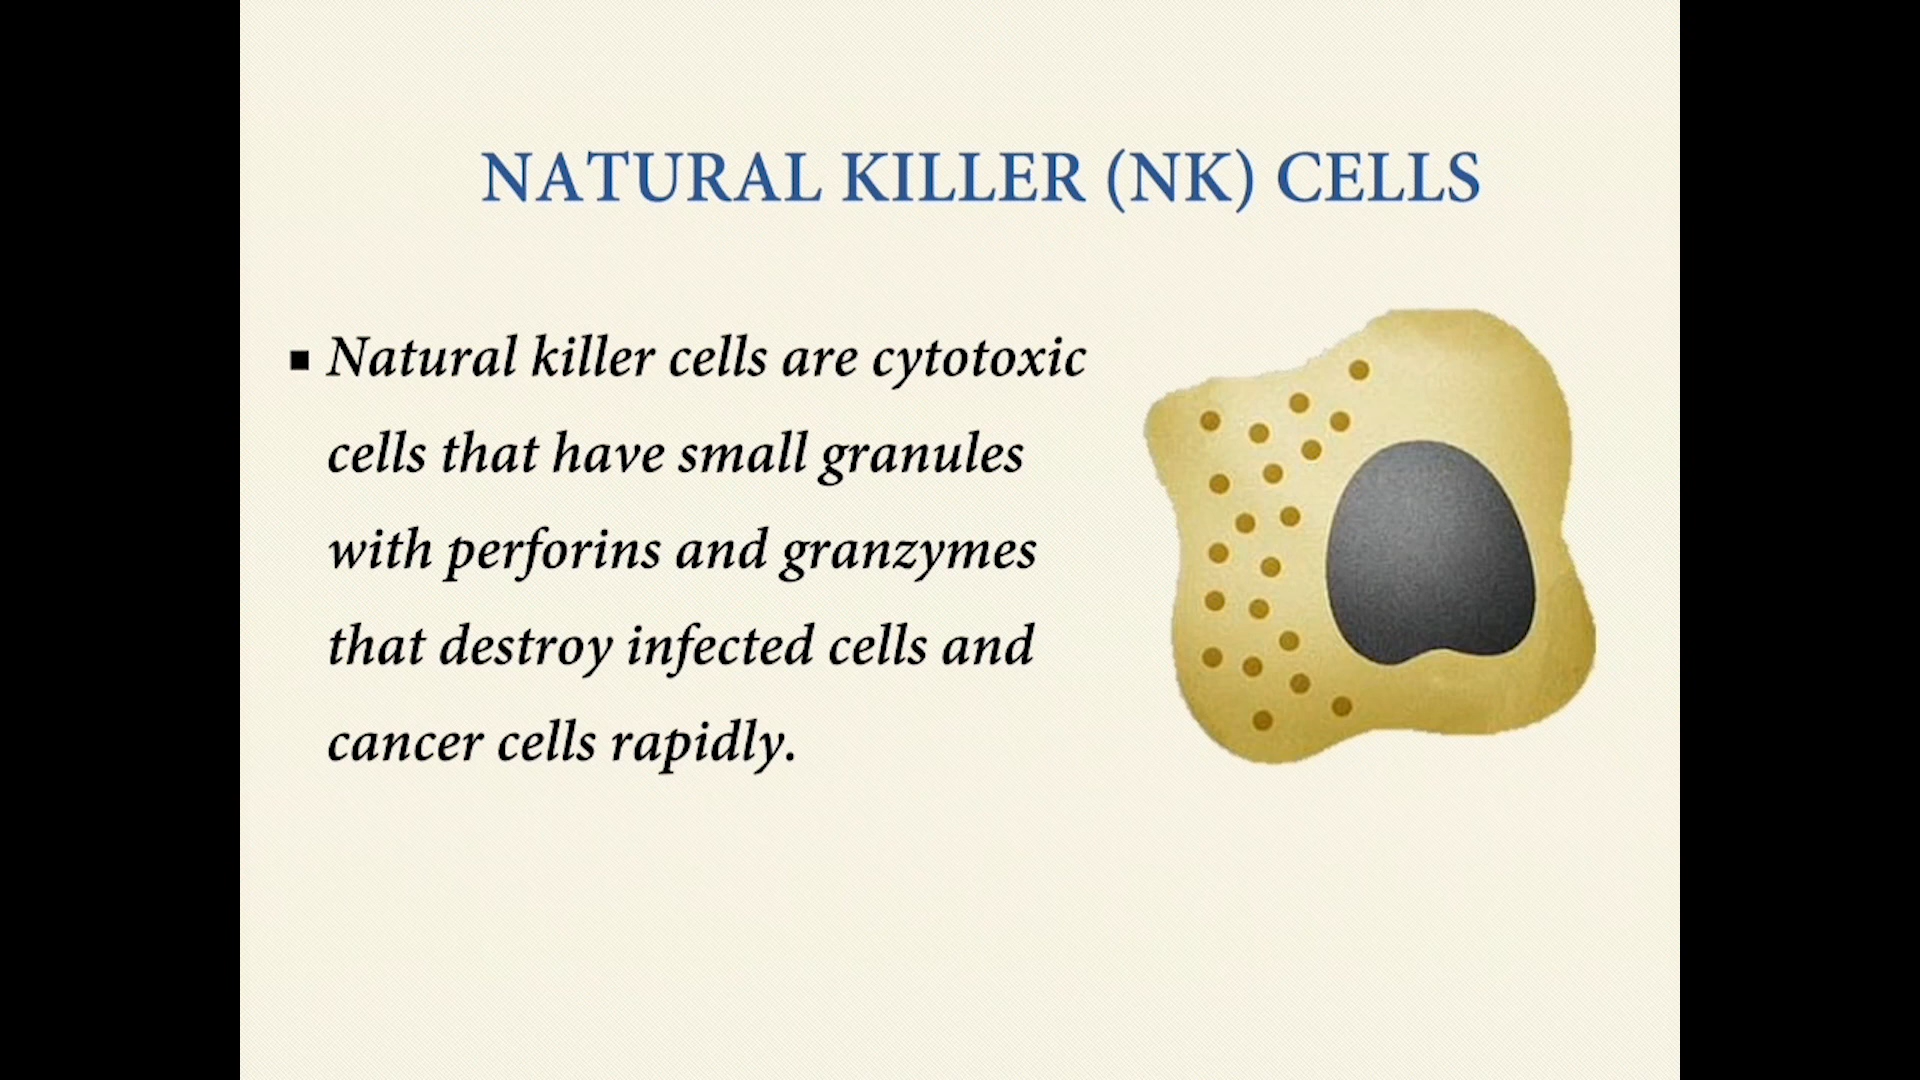 NATURAL KILLER (NK) CELLS
▪ Natural killer cells are cytotoxic
cells that have small granules
with perforins and granzymes
that destroy infected cells and
cancer cells rapidly.